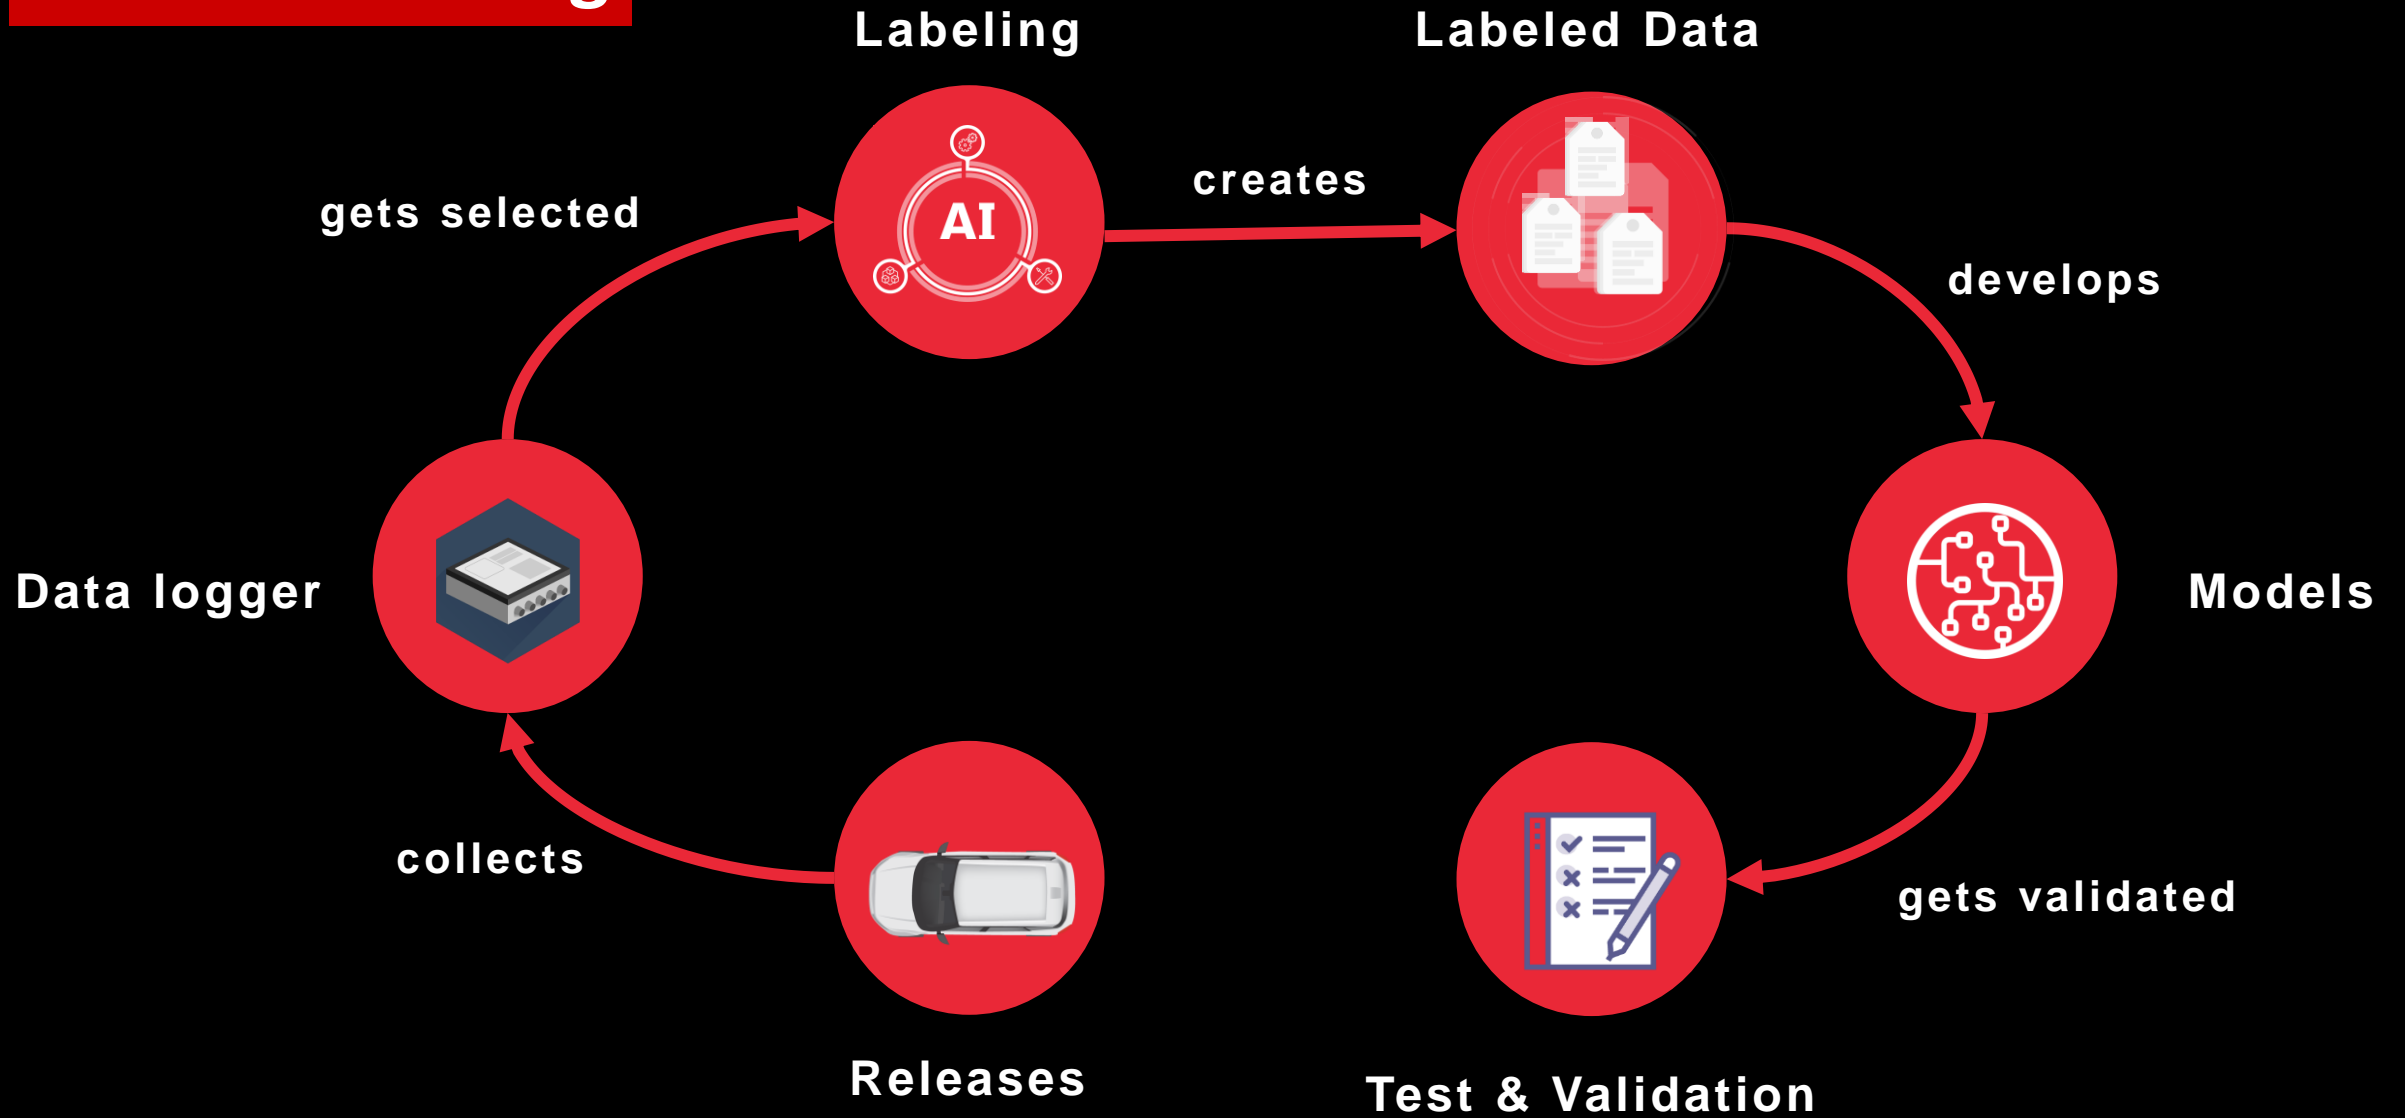 Labeling
Labeled Data
creates
gets selected
AI
develops
Data logger
Models
collects
gets validated
Releases
Test & Validation